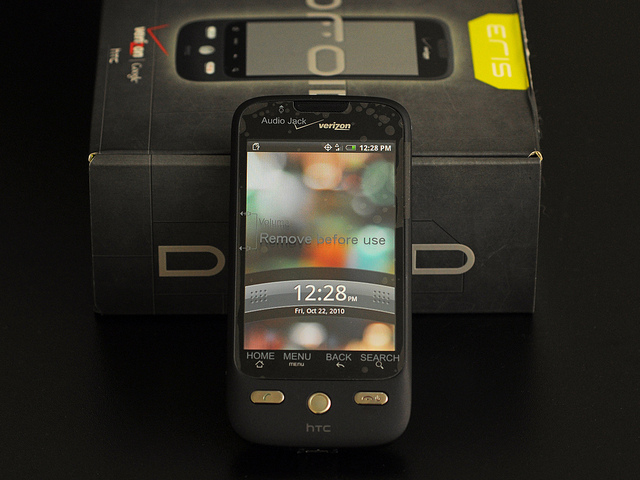 DROID
ERIS
verizon | Google
htc
Audio Jack
verizon
12:28 PM
Volume
Remove before use
12:28 PM
Fri, Oct 22, 2010
HOME MENU BACK SEARCH
menu
hTC
D D